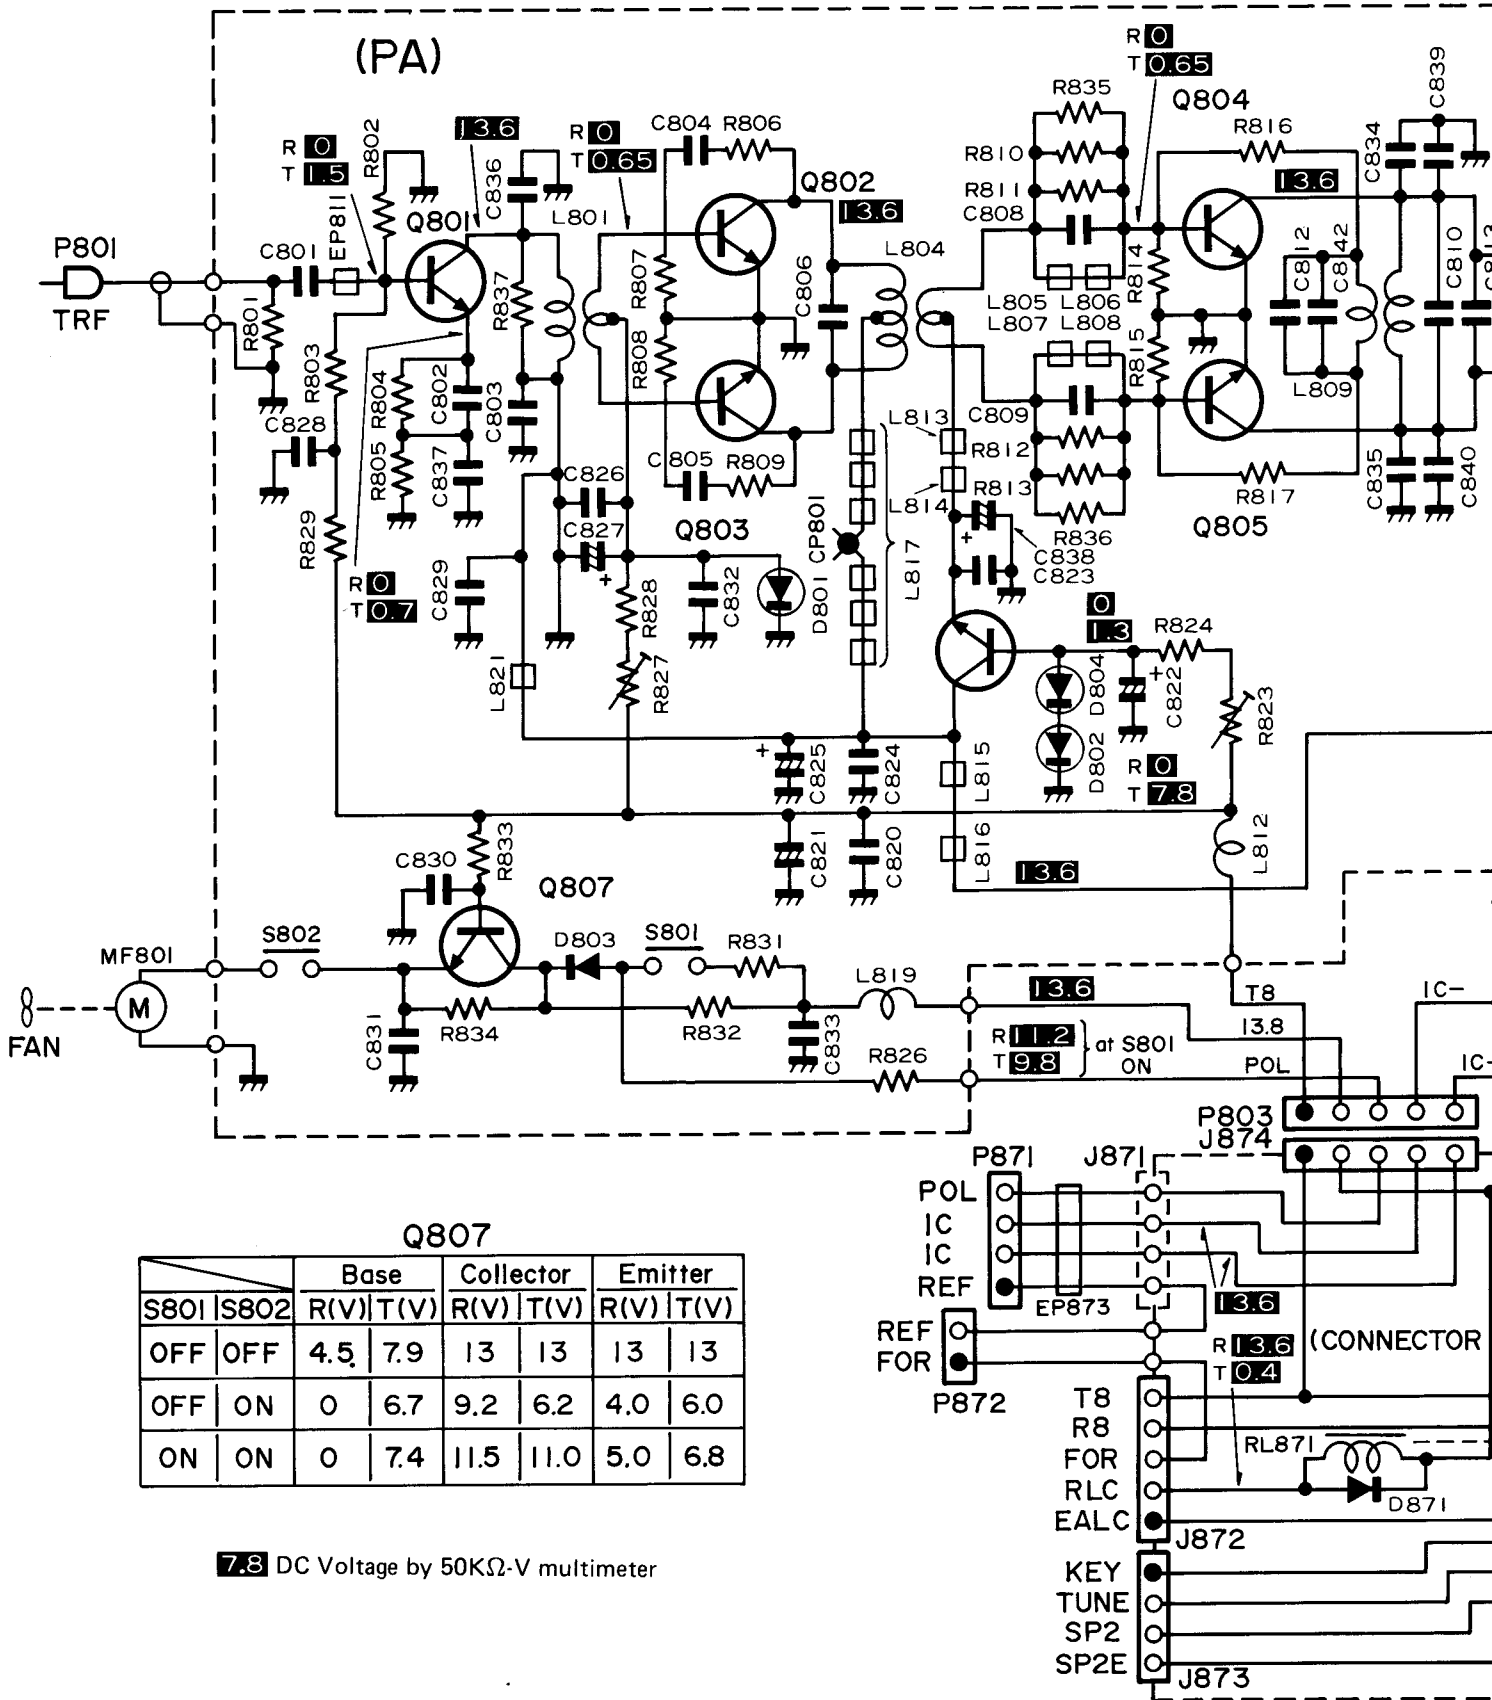 (PA)
P801
TRF
R801
C801
EP811
R 0
T 1.5
R802
Q801
13.6
C836
L801
R 0
T 0.65
C804
R806
Q802
13.6
R807
R808
C806
L804
R837
R803
C828
R829
R804
R805
C802
C837
C803
R 0
T 0.7
C829
L821
C826
C827
C805
R809
Q803
R828
R827
C832
D801
CP801
L817
L813
L814
R835
R810
R811
C808
L805
L806
L807
L808
C809
R812
R813
R836
C838
C823
R 0
T 0.65
Q804
R816
R814
R815
13.6
Q805
R817
C812
C842
L809
C834
C839
C810
C813
C835
C840
+
+
+
+
0
1.3
R824
D804
D802
C822
R823
R 0
T 7.8
C825
C824
L815
C821
C820
L816
13.6
L812
R833
C830
Q807
MF801
M
FAN
S802
D803
S801
R831
L819
R834
C831
R832
C833
R826
13.6
R 11.2
T 9.8
at S801
ON
T8
13.8
POL
IC-
IC-
P803
J874
P871
J871
POL
IC
IC
REF
EP873
13.6
REF
FOR
P872
R 13.6
T 0.4
(CONNECTOR
T8
R8
FOR
RLC
EALC
RL871
D871
J872
KEY
TUNE
SP2
SP2E
J873
Q807
Base Collector Emitter
S801 S802 R(V) T(V) R(V) T(V) R(V) T(V)
OFF OFF 4.5 7.9 13 13 13 13
OFF ON 0 6.7 9.2 6.2 4.0 6.0
ON ON 0 7.4 11.5 11.0 5.0 6.8
7.8 DC Voltage by 50KΩ-V multimeter